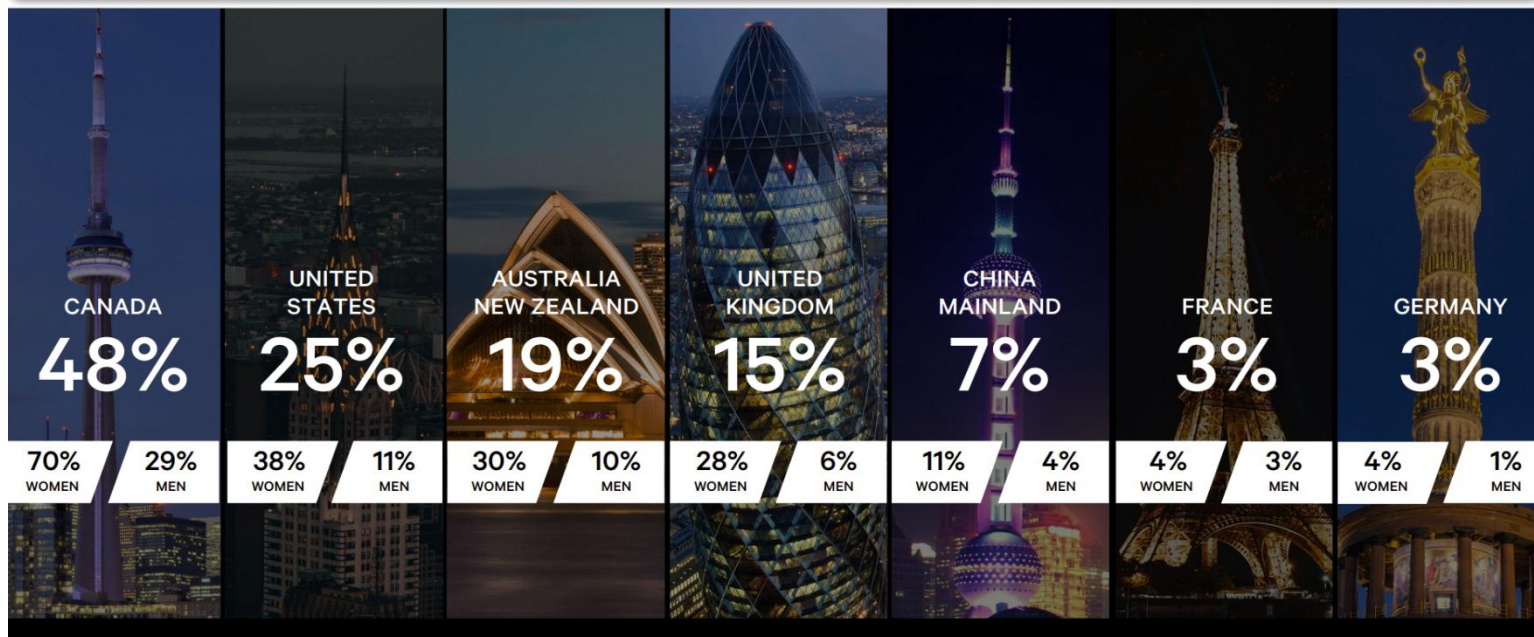 CANADA
48%
70%
WOMEN
29%
MEN
UNITED
STATES
25%
38%
WOMEN
11%
MEN
AUSTRALIA
NEW ZEALAND
19%
30%
WOMEN
10%
MEN
UNITED
KINGDOM
15%
28%
WOMEN
6%
MEN
CHINA
MAINLAND
7%
11%
WOMEN
4%
MEN
FRANCE
3%
4%
WOMEN
3%
MEN
GERMANY
3%
4%
WOMEN
1%
MEN